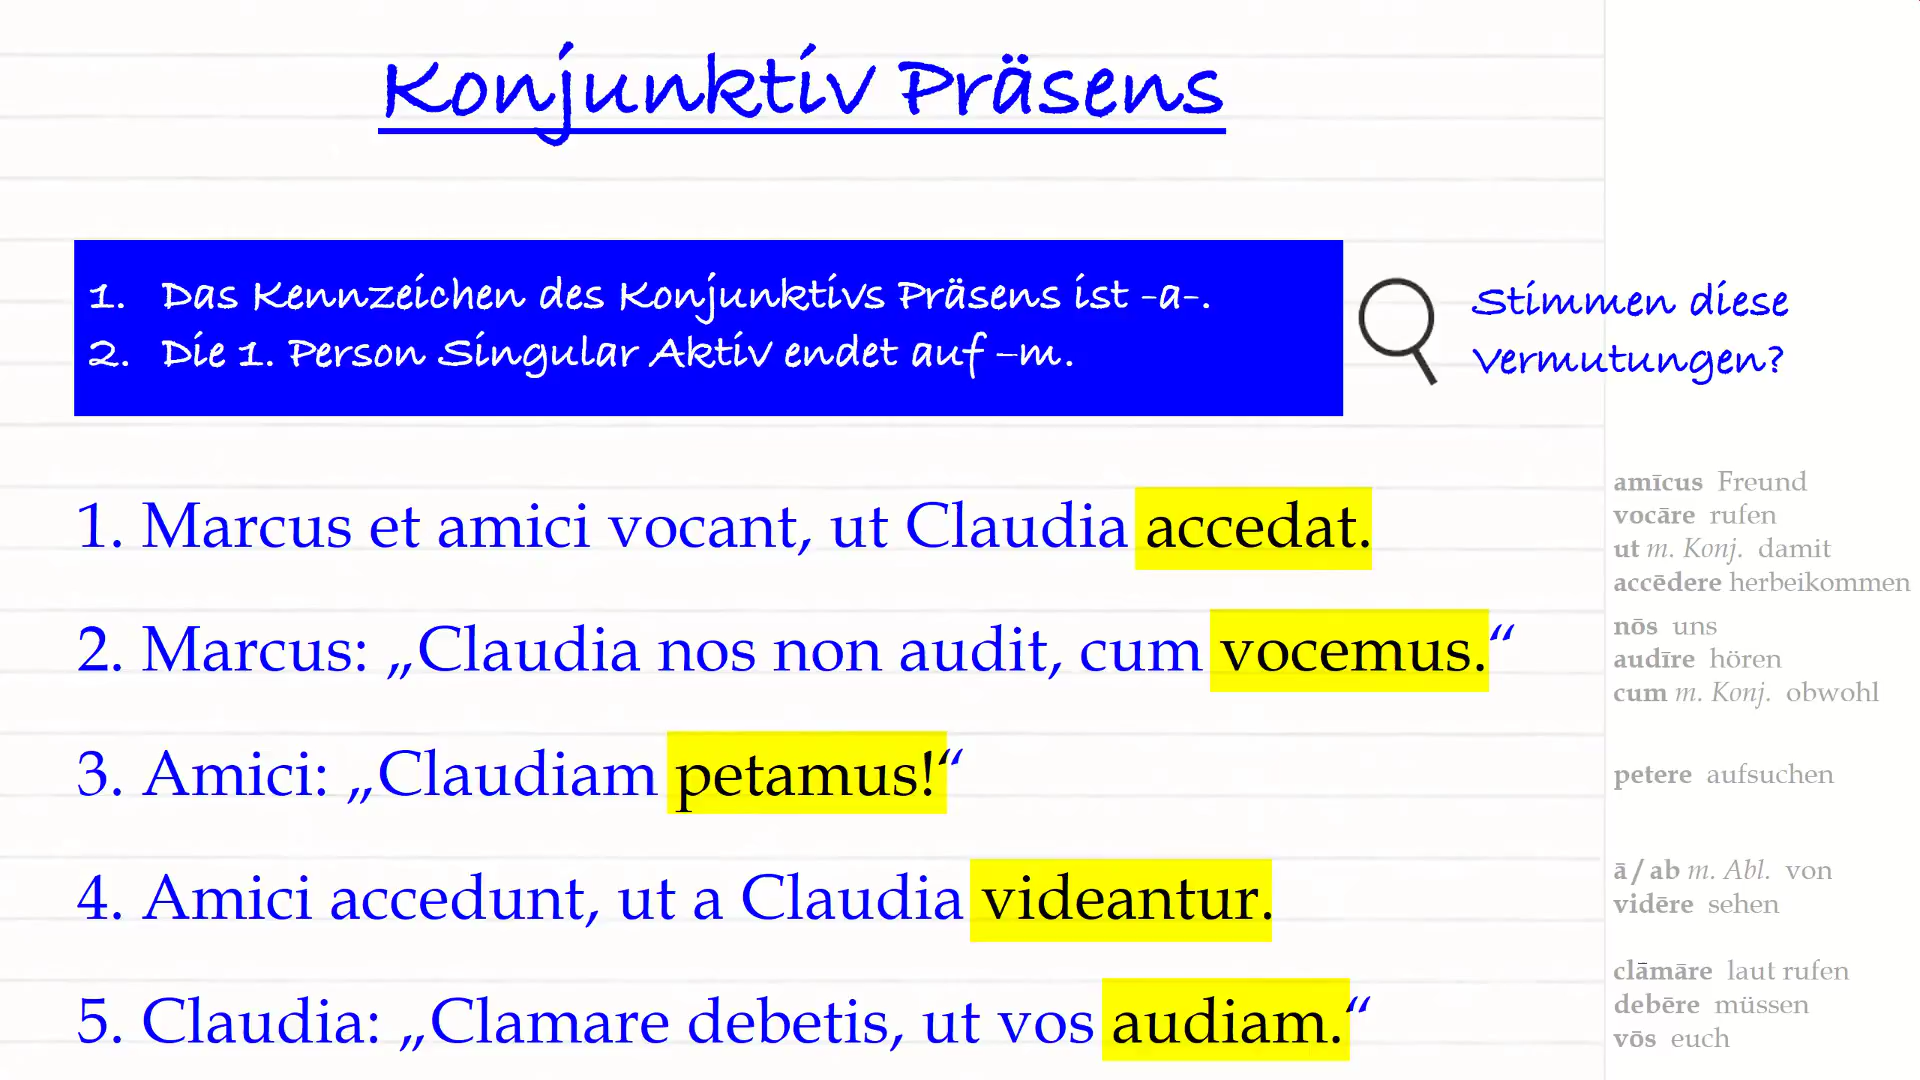 Konjunktiv Präsens
1. Das Kennzeichen des Konjunktivs Präsens ist -a-.
2. Die 1. Person Singular Aktiv endet auf –m.
Stimmen diese
Vermutungen?
1. Marcus et amici vocant, ut Claudia accedat.
2. Marcus: „Claudia nos non audit, cum vocemus.“
3. Amici: „Claudiam petamus!“
4. Amici accedunt, ut a Claudia videantur.
5. Claudia: „Clamare debetis, ut vos audiam.“
amīcus Freund
vocāre rufen
ut m. Konj. damit
accēdere herbeikommen
nōs uns
audīre hören
cum m. Konj. obwohl
petere aufsuchen
ā / ab m. Abl. von
vidēre sehen
clāmāre laut rufen
debēre müssen
vōs euch